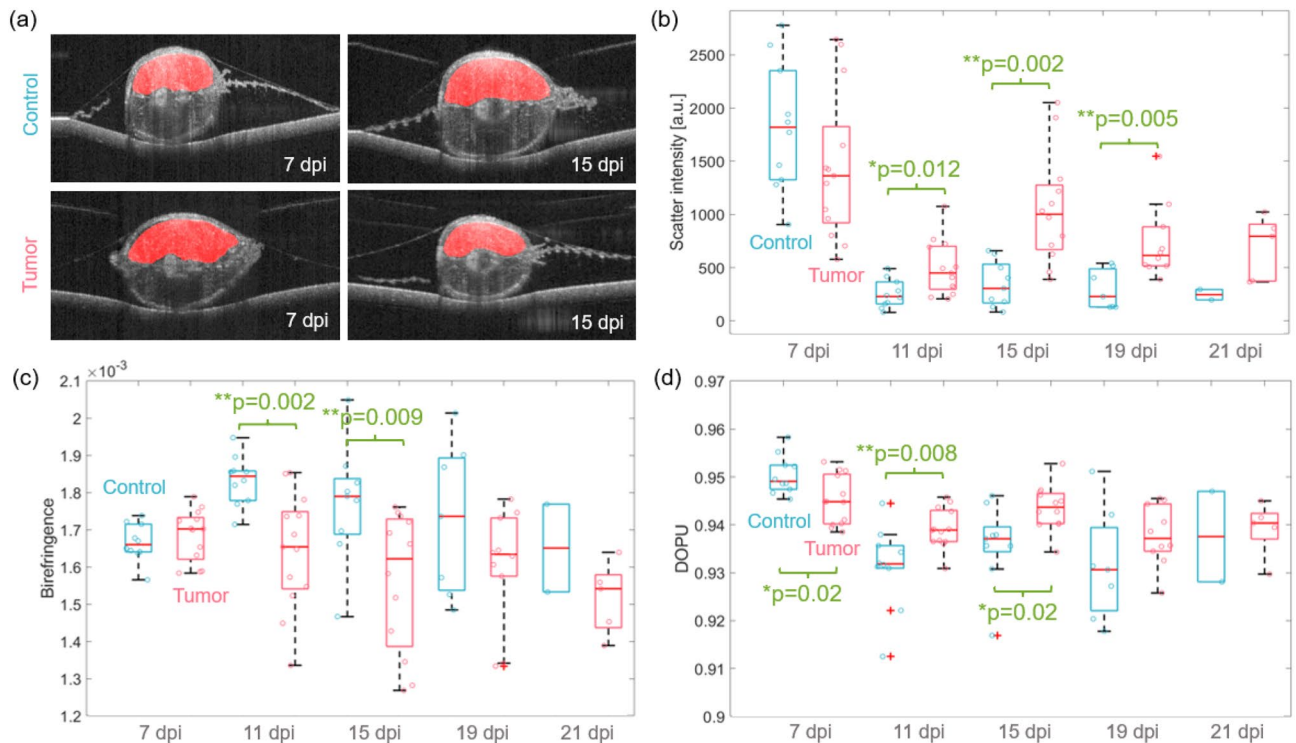 (a)
Control
7 dpi
15 dpi
Tumor
7 dpi
15 dpi
(b)
Scatter intensity [a.u.]
2500
2000
1500
1000
500
0
**p=0.002
**p=0.005
*p=0.012
Control
Tumor
7 dpi 11 dpi 15 dpi 19 dpi 21 dpi
(c)
×10⁻³
Birefringence
2.1
2
1.9
1.8
1.7
1.6
1.5
1.4
1.3
1.2
**p=0.002
**p=0.009
Control
Tumor
7 dpi 11 dpi 15 dpi 19 dpi 21 dpi
(d)
DOPU
0.97
0.96
0.95
0.94
0.93
0.92
0.91
0.9
**p=0.008
Control
Tumor
*p=0.02
*p=0.02
7 dpi 11 dpi 15 dpi 19 dpi 21 dpi